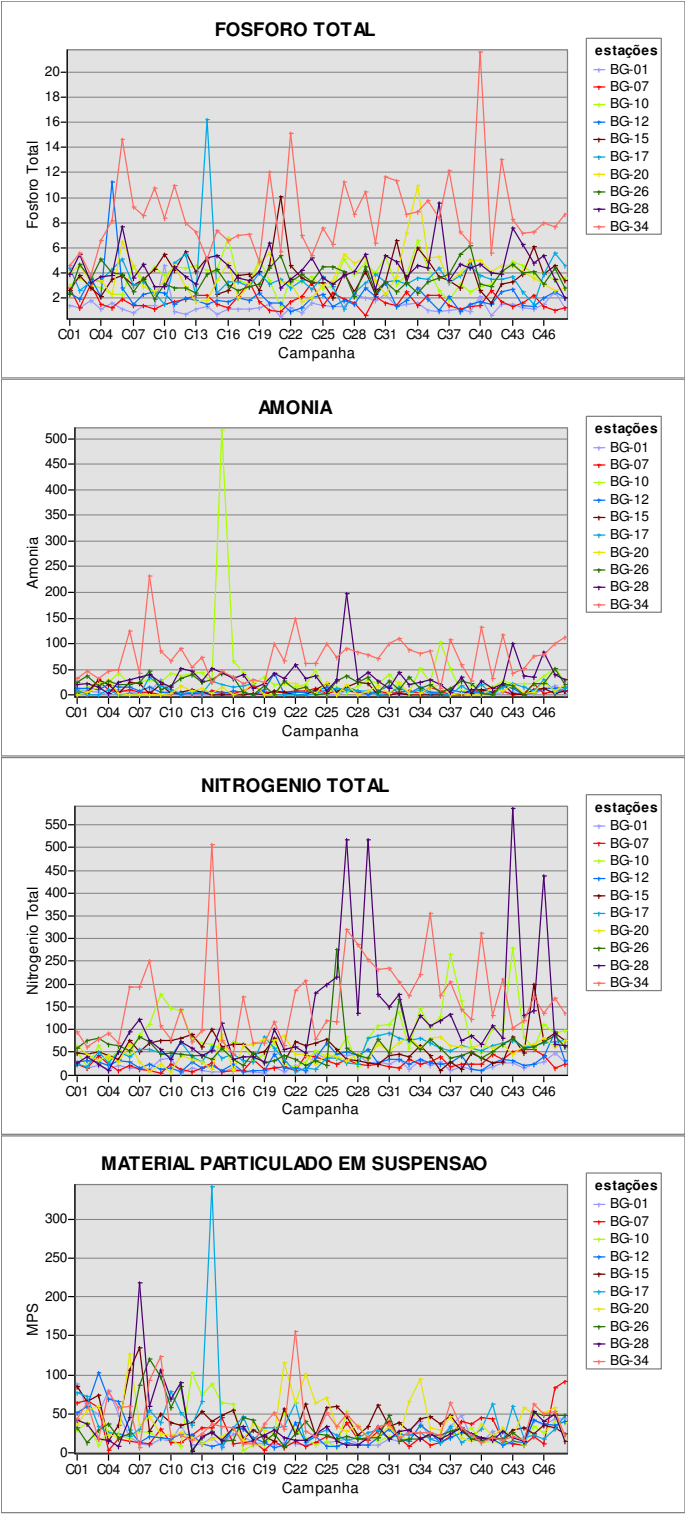 FOSFORO TOTAL
Fosforo Total
20
18
16
14
12
10
8
6
4
2
C01 C04 C07 C10 C13 C16 C19 C22 C25 C28 C31 C34 C37 C40 C43 C46
Campanha
estações
BG-01
BG-07
BG-10
BG-12
BG-15
BG-17
BG-20
BG-26
BG-28
BG-34
AMONIA
Amonia
500
450
400
350
300
250
200
150
100
50
0
C01 C04 C07 C10 C13 C16 C19 C22 C25 C28 C31 C34 C37 C40 C43 C46
Campanha
estações
BG-01
BG-07
BG-10
BG-12
BG-15
BG-17
BG-20
BG-26
BG-28
BG-34
NITROGENIO TOTAL
Nitrogenio Total
550
500
450
400
350
300
250
200
150
100
50
0
C01 C04 C07 C10 C13 C16 C19 C22 C25 C28 C31 C34 C37 C40 C43 C46
Campanha
estações
BG-01
BG-07
BG-10
BG-12
BG-15
BG-17
BG-20
BG-26
BG-28
BG-34
MATERIAL PARTICULADO EM SUSPENSAO
MPS
300
250
200
150
100
50
0
C01 C04 C07 C10 C13 C16 C19 C22 C25 C28 C31 C34 C37 C40 C43 C46
Campanha
estações
BG-01
BG-07
BG-10
BG-12
BG-15
BG-17
BG-20
BG-26
BG-28
BG-34